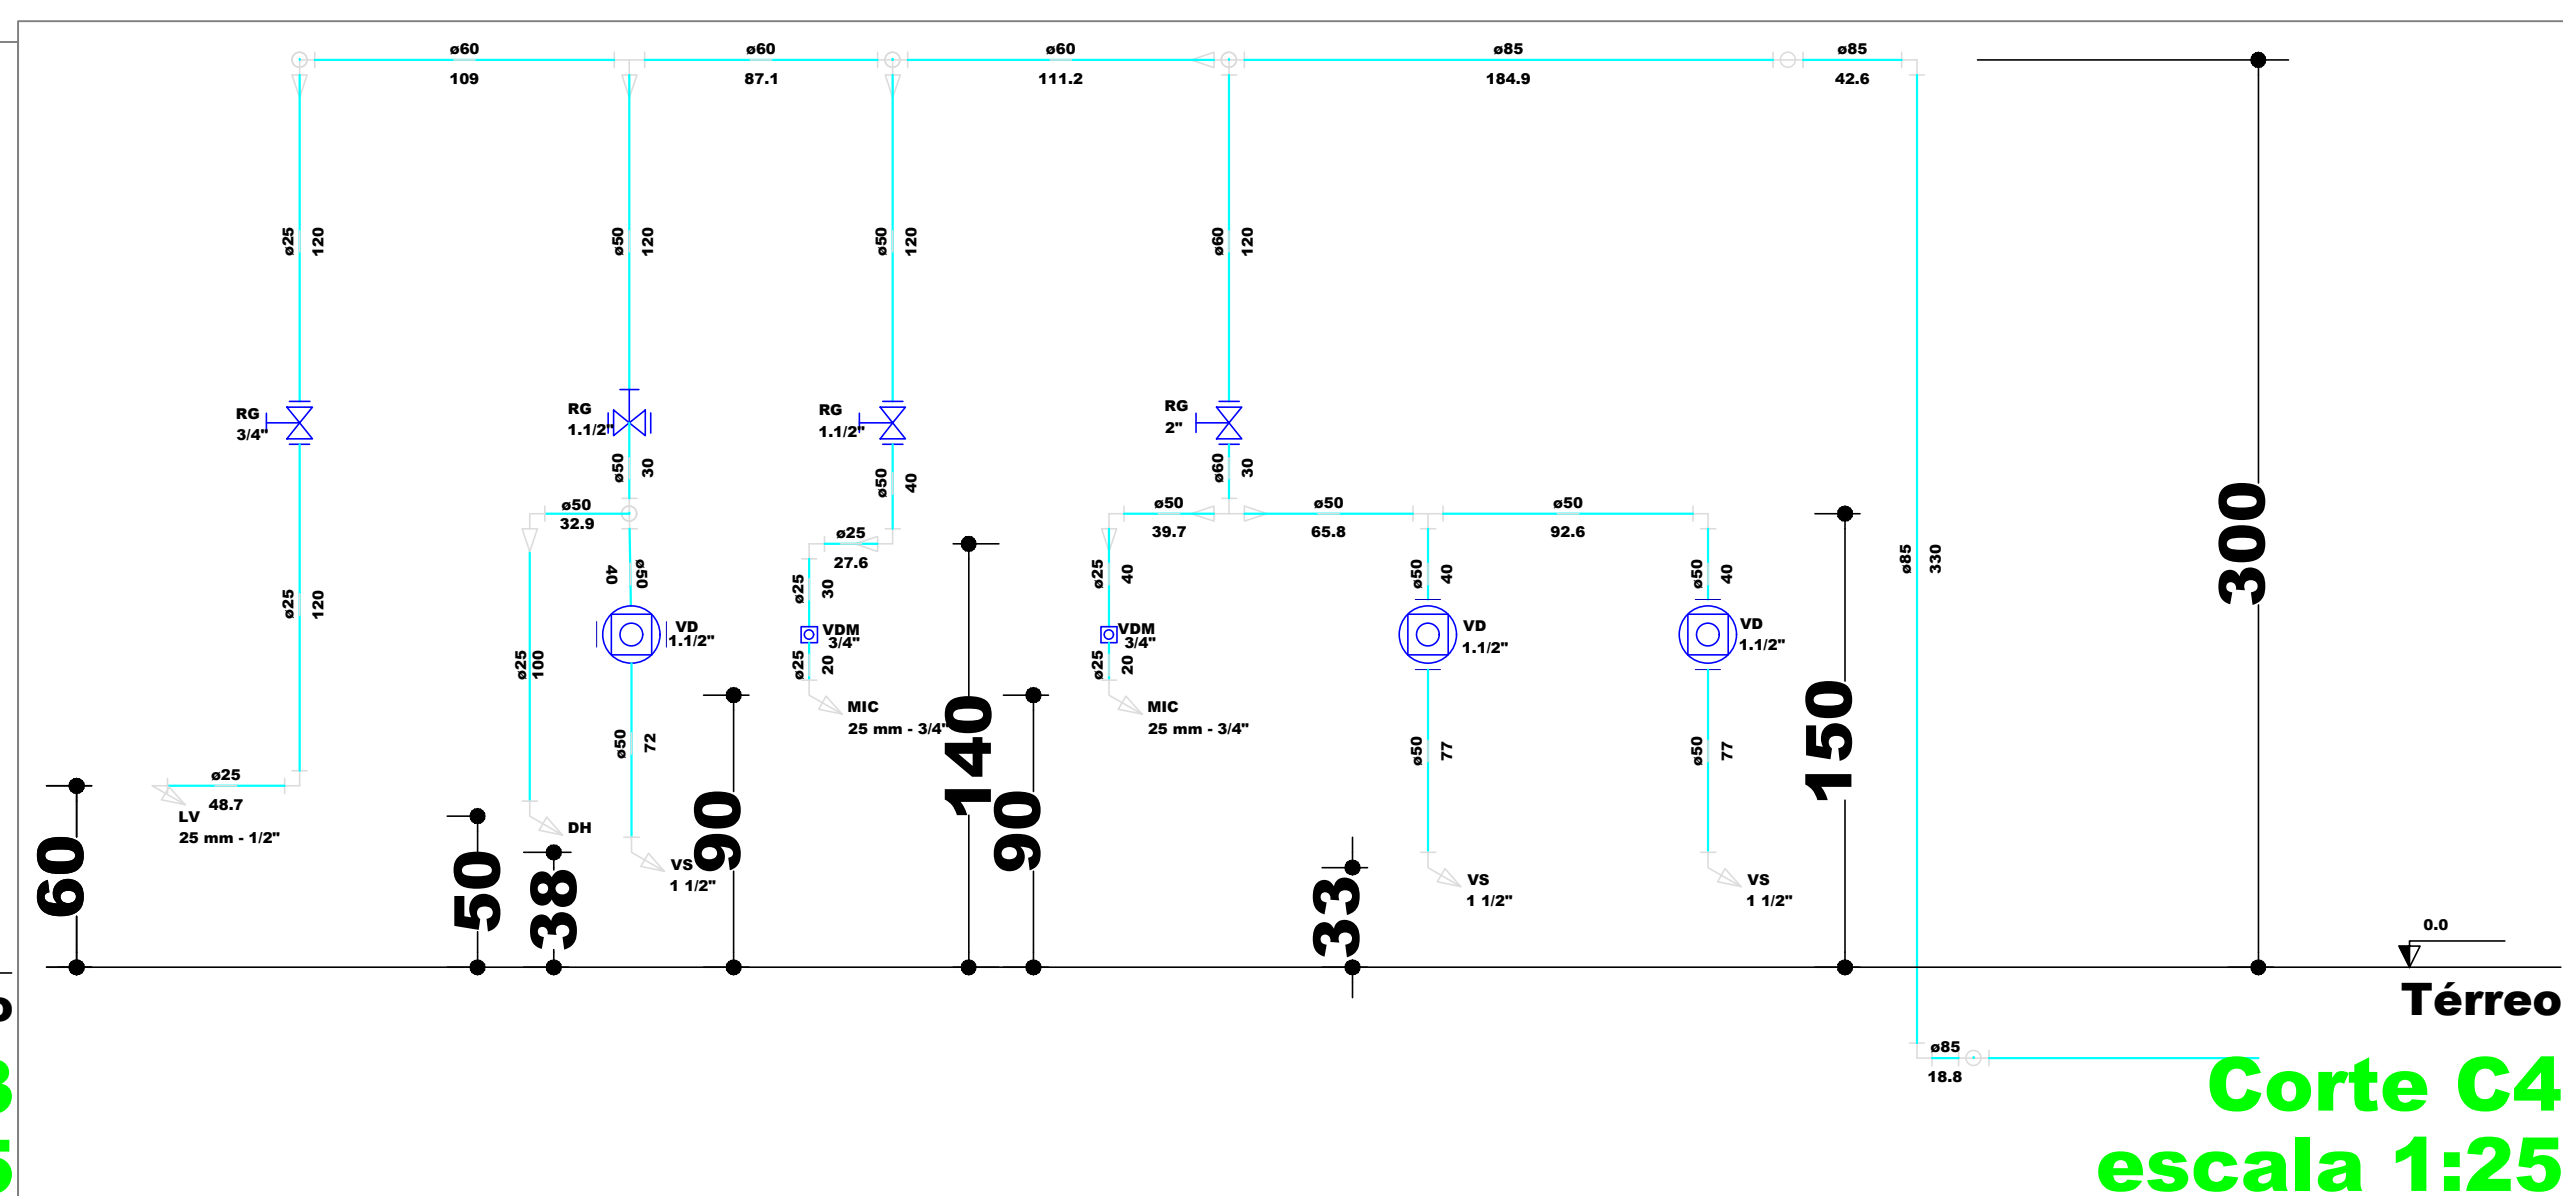 ø60
ø60
ø60
ø85
ø85
109
87.1
111.2
184.9
42.6
ø25
120
ø50
120
ø50
120
ø60
120
RG
3/4"
RG
1.1/2"
RG
1.1/2"
RG
2"
ø50
30
ø50
40
ø60
30
300
ø50
32.9
ø50
39.7
ø50
65.8
ø50
92.6
ø25
27.6
ø85
330
ø25
120
40
ø50
ø25
30
ø25
40
ø50
40
ø50
40
VD
1.1/2"
VDM
3/4"
VDM
3/4"
VD
1.1/2"
VD
1.1/2"
ø25
100
ø25
20
ø25
20
ø50
72
MIC
25 mm - 3/4"
MIC
25 mm - 3/4"
140
150
ø50
77
ø50
77
ø25
48.7
LV
25 mm - 1/2"
DH
VS
1 1/2"
90
90
VS
1 1/2"
VS
1 1/2"
60
50
38
33
0.0
Térreo
ø85
18.8
Corte C4
escala 1:25